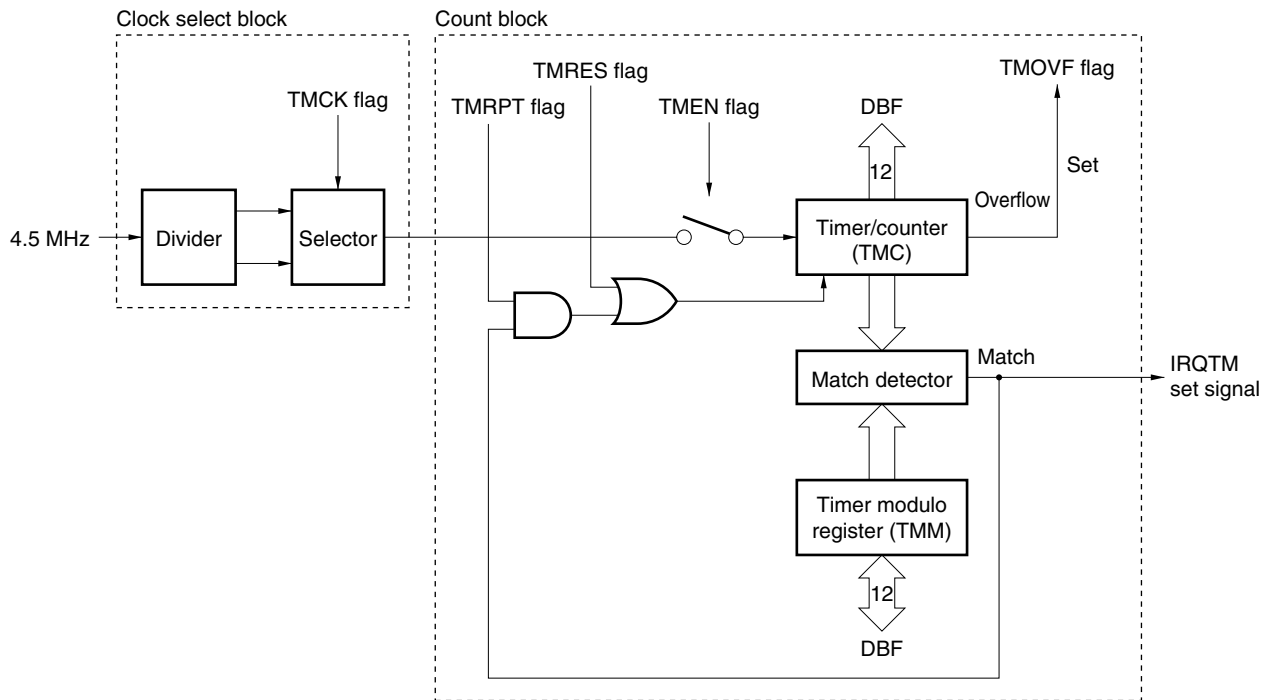 Clock select block
Count block
TMRES flag
TMOVF flag
TMCK flag
TMRPT flag
TMEN flag
DBF
Set
12
Overflow
4.5 MHz
Divider
Selector
Timer/counter
(TMC)
Match
Match detector
IRQTM
set signal
Timer modulo
register (TMM)
12
DBF